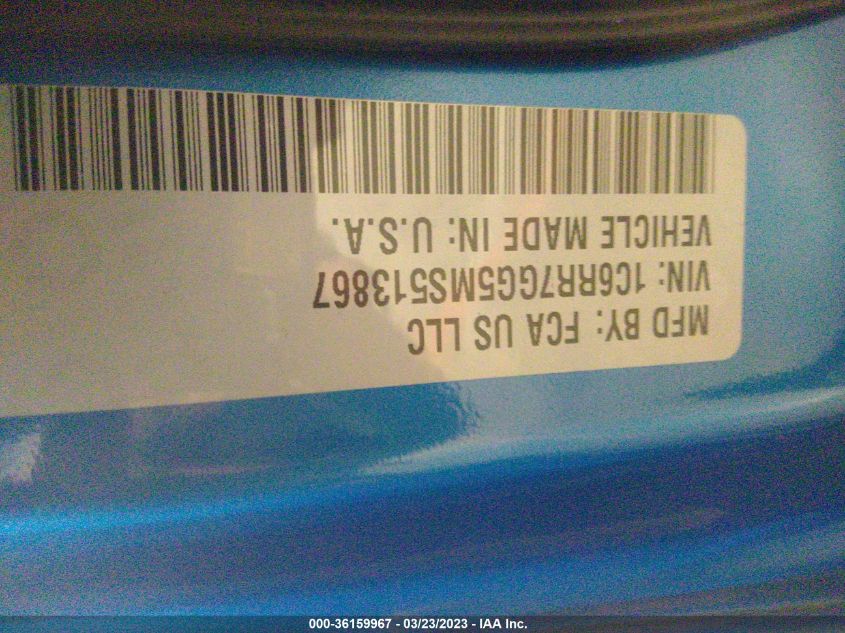 MFD BY: FCA US LLC
VIN: 1C6RR7GG5MS513867
VEHICLE MADE IN: U.S.A.
000-36159967 - 03/23/2023 - IAA Inc.